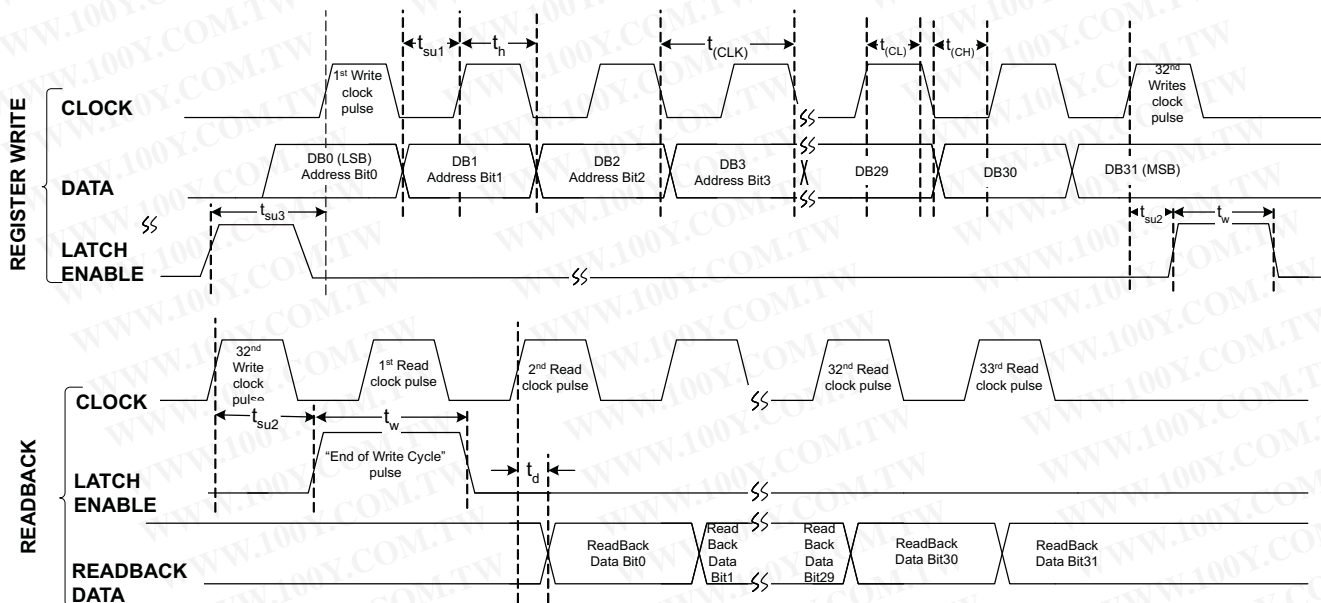 REGISTER WRITE
t(CLK)
t(CL)
t(CH)
tsu1
th
CLOCK
1st Write
clock
pulse
32nd
Writes
clock
pulse
DATA
DB0 (LSB)
Address Bit0
DB1
Address Bit1
DB2
Address Bit2
DB3
Address Bit3
DB29
DB30
DB31 (MSB)
tsu3
tsu2
tw
LATCH
ENABLE
READBACK
CLOCK
32nd
Write
clock
pulse
1st Read
clock pulse
2nd Read
clock pulse
32nd Read
clock pulse
33rd Read
clock pulse
tsu2
tw
LATCH
ENABLE
"End of Write Cycle"
pulse
td
READBACK
DATA
ReadBack
Data Bit0
Read
Back
Data
Bit1
Read
Back
Data
Bit29
ReadBack
Data Bit30
ReadBack
Data Bit31
WWW.100Y.COM.TW